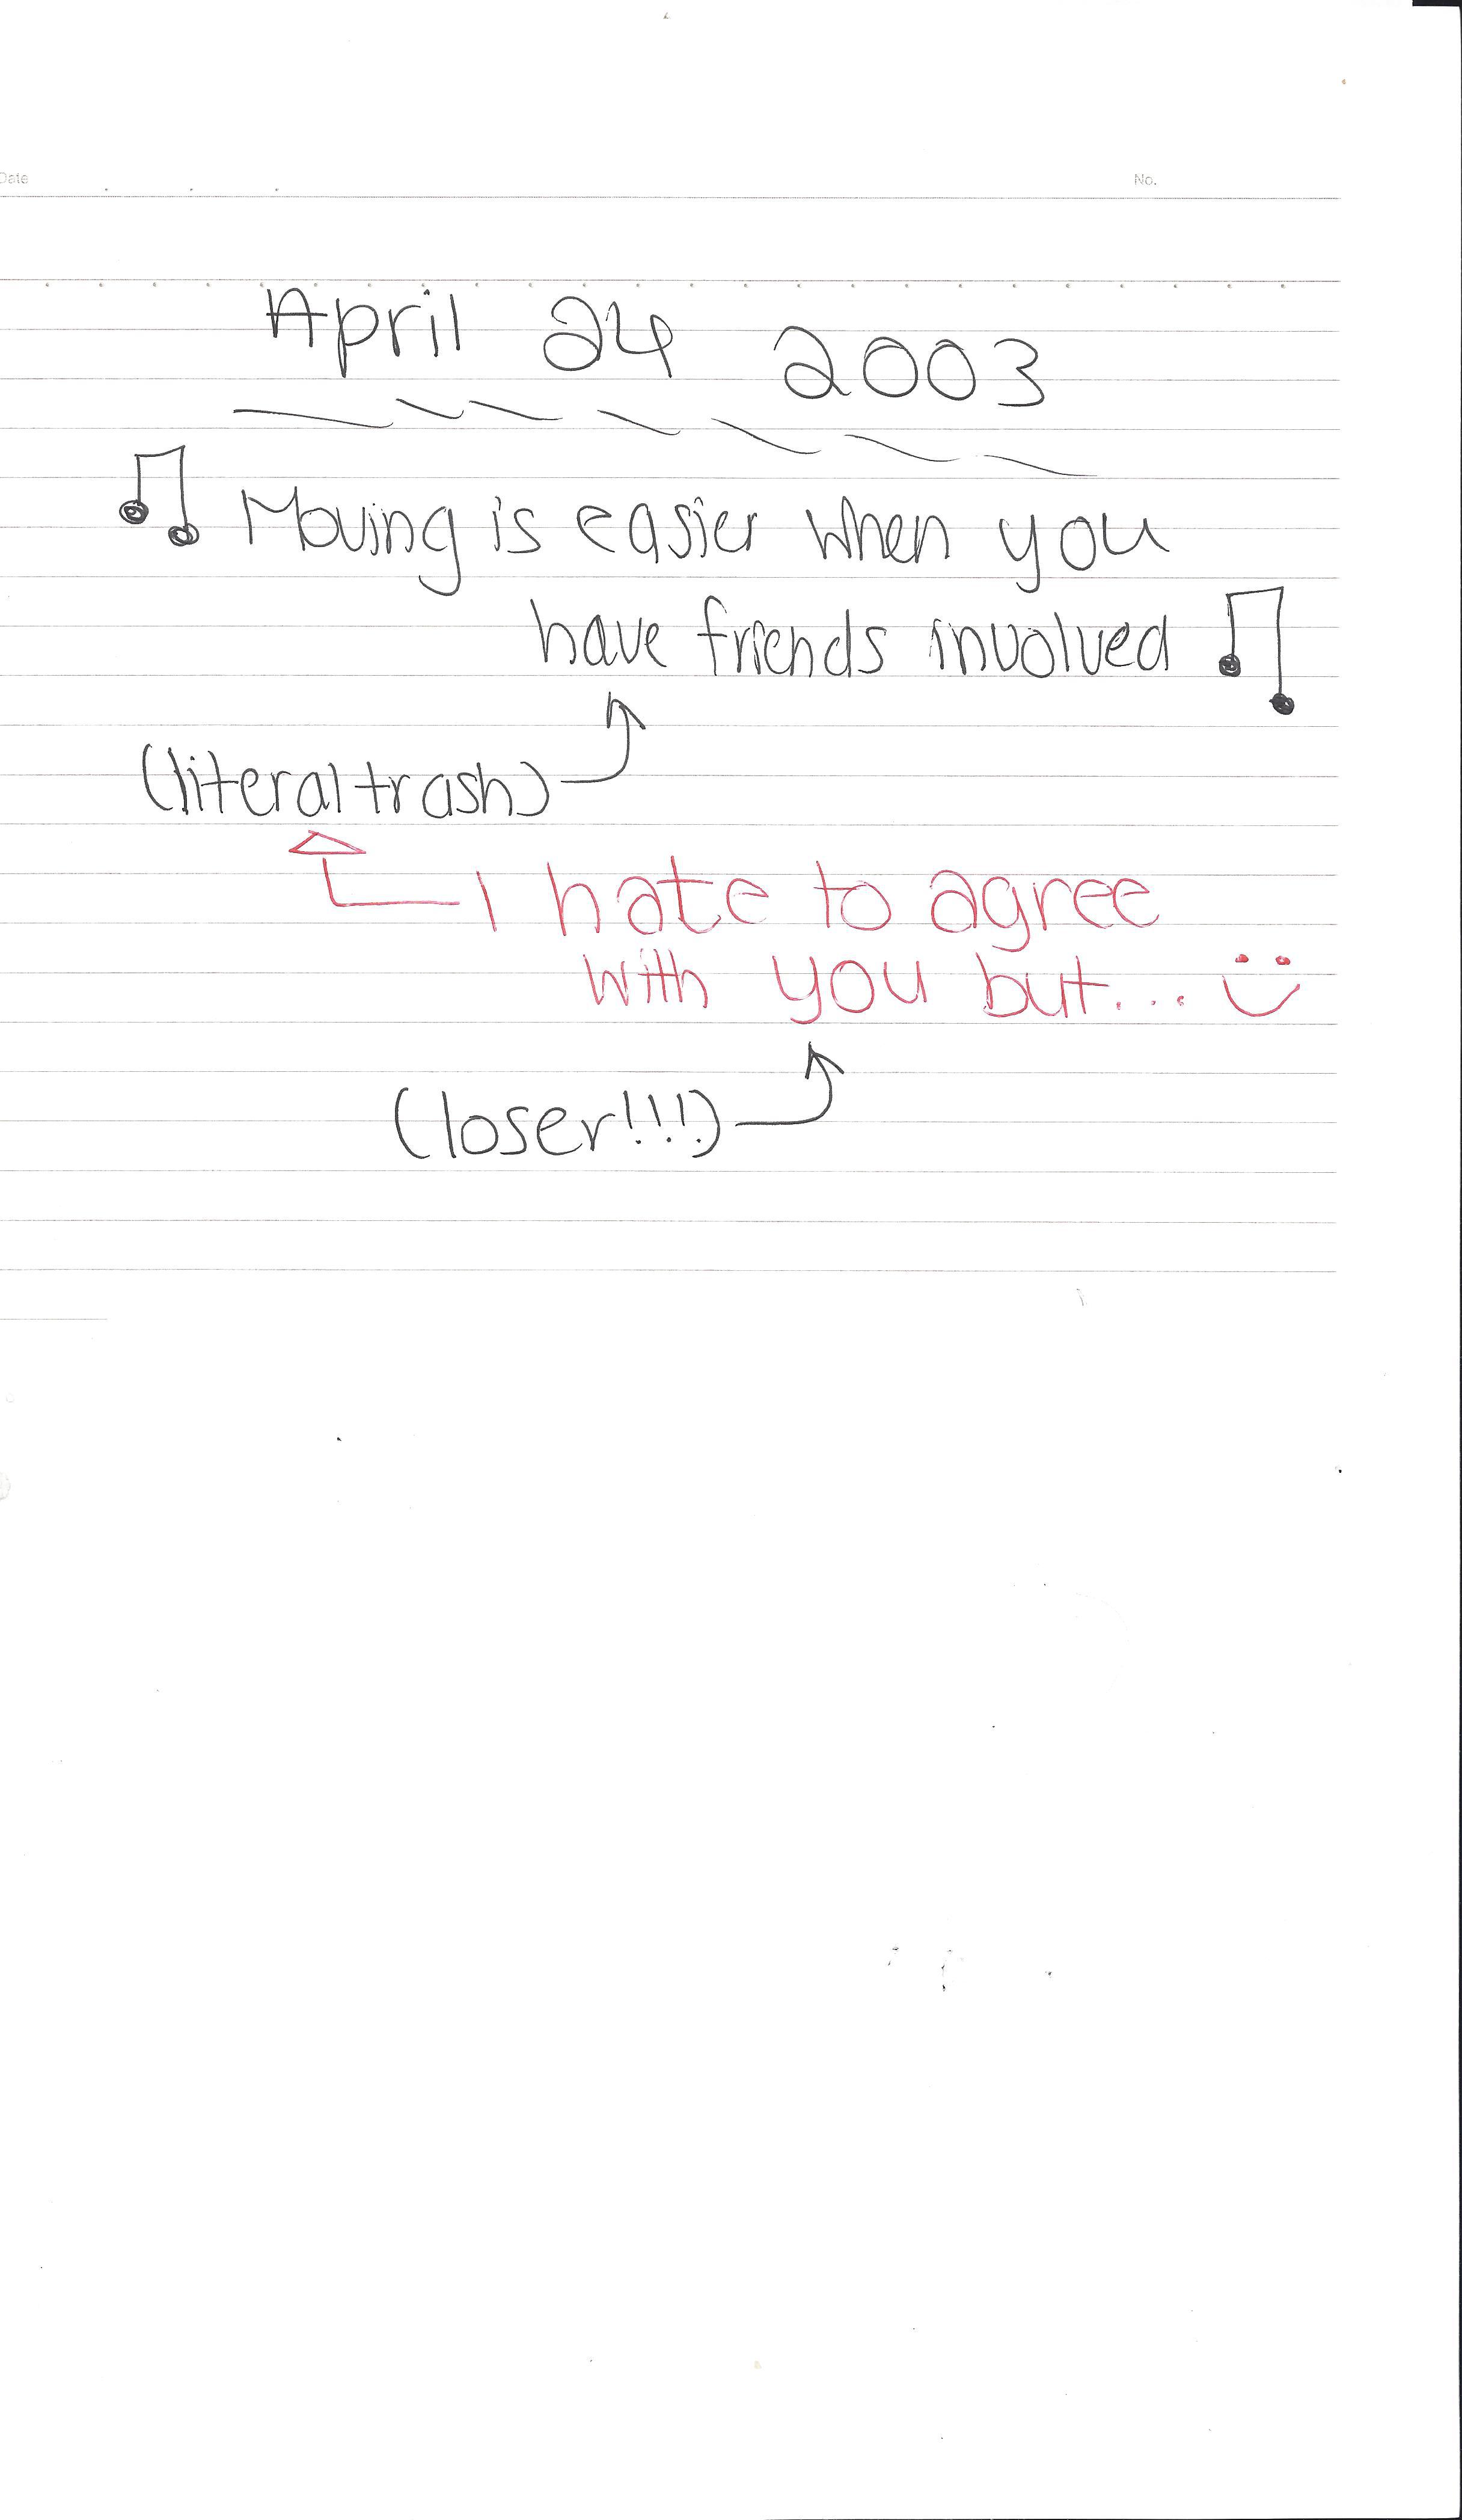 Date No.
April 24 2003
Moving is easier when you
have friends involved
(literal trash)
I hate to agree
with you but...
(loser!!!)